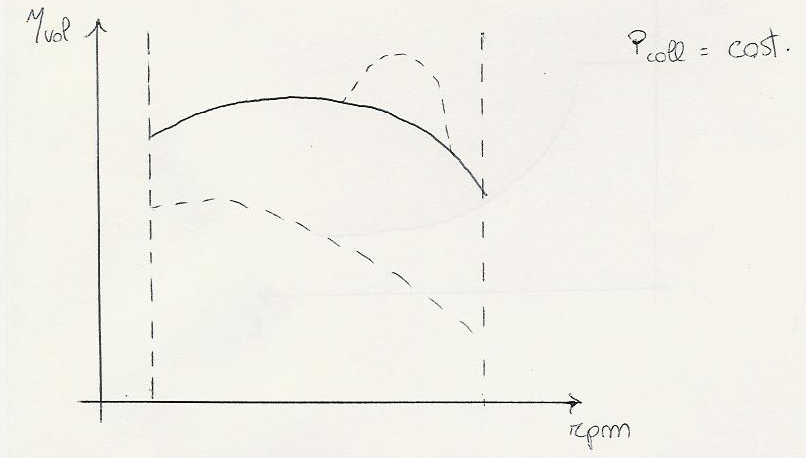 ηvol
Pcoll = cost.
rpm